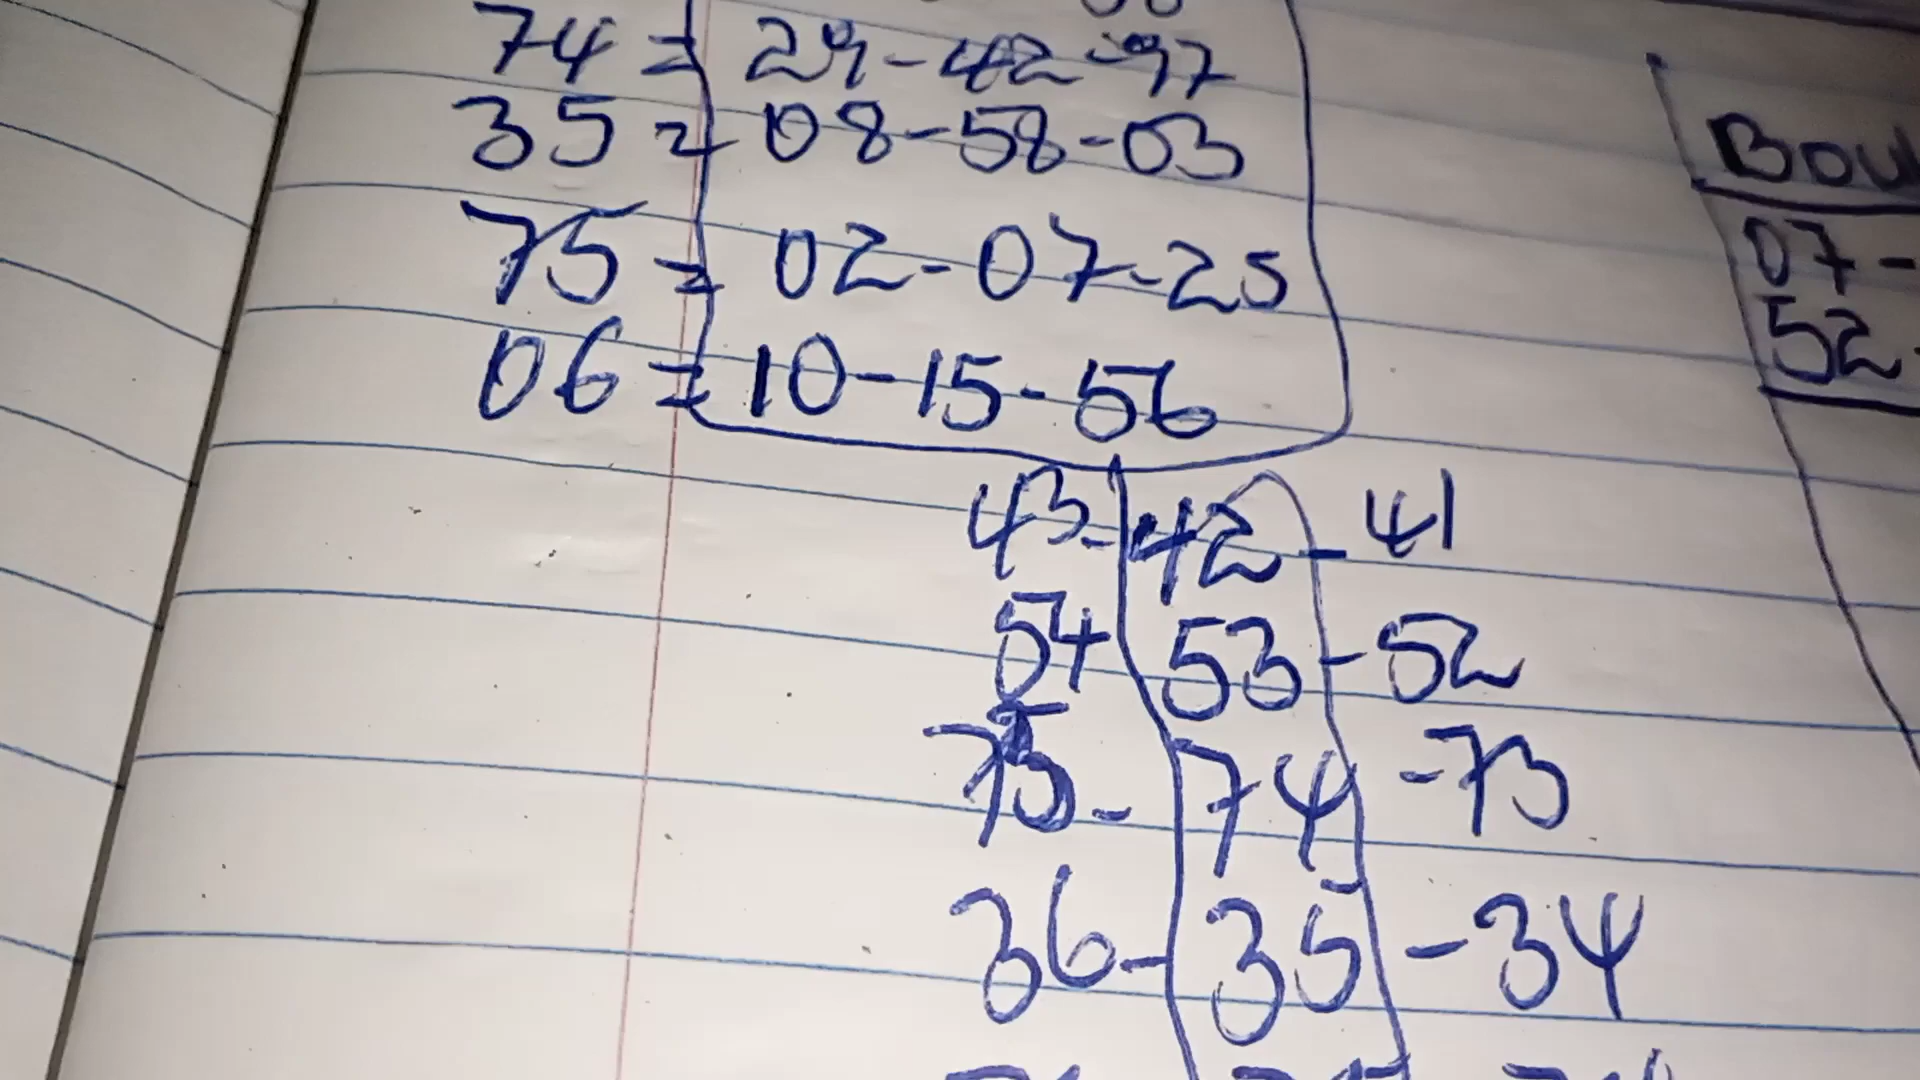 74 = 29-42-97
35 = 08-58-03
75 = 02-07-25
06 = 10-15-56
43-42-41
54 53-52
75-74-73
36-35-34
07-
52-